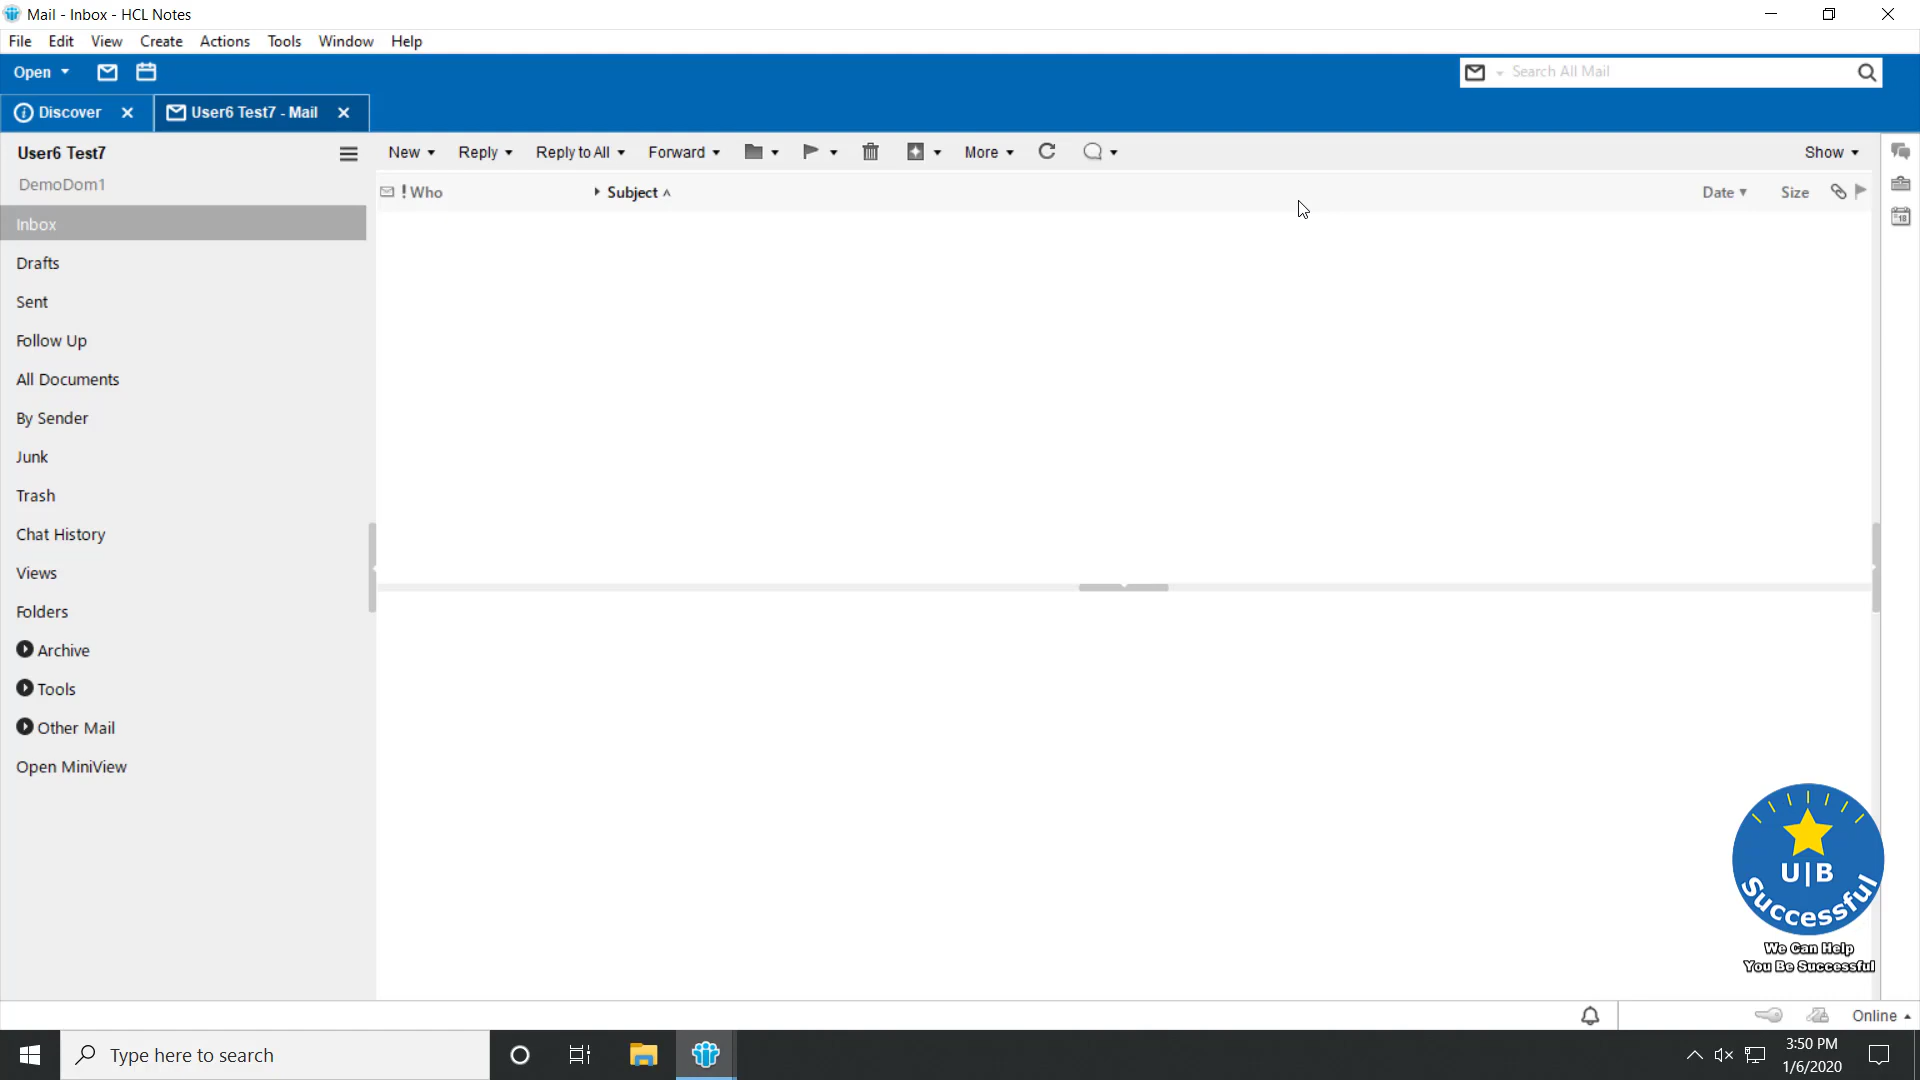 Mail - Inbox - HCL Notes
File Edit View Create Actions Tools Window Help
Open
Search All Mail
Discover
User6 Test7 - Mail
User6 Test7
DemoDom1
New Reply Reply to All Forward More Show
! Who Subject Date Size
Inbox
Drafts
Sent
Follow Up
All Documents
By Sender
Junk
Trash
Chat History
Views
Folders
Archive
Tools
Other Mail
Open MiniView
18
U|B
Successful
We Can Help
You Be Successful
Online
Type here to search
3:50 PM
1/6/2020